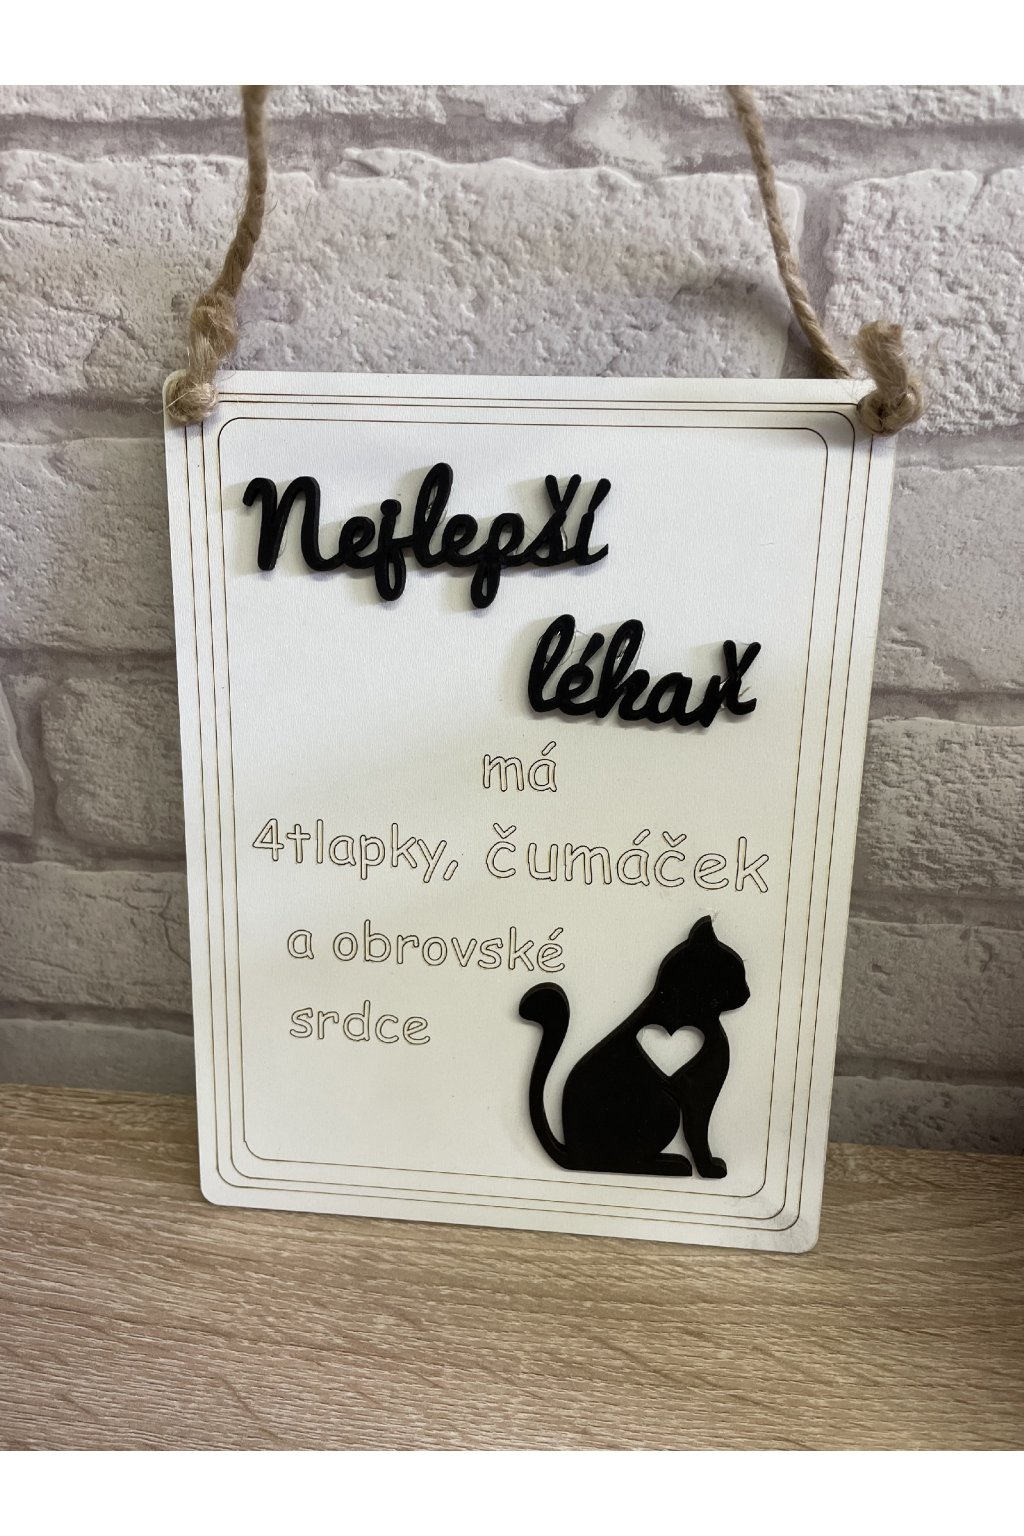 Nejlepší
lékař
má
4tlapky, čumáček
a obrovské
srdce